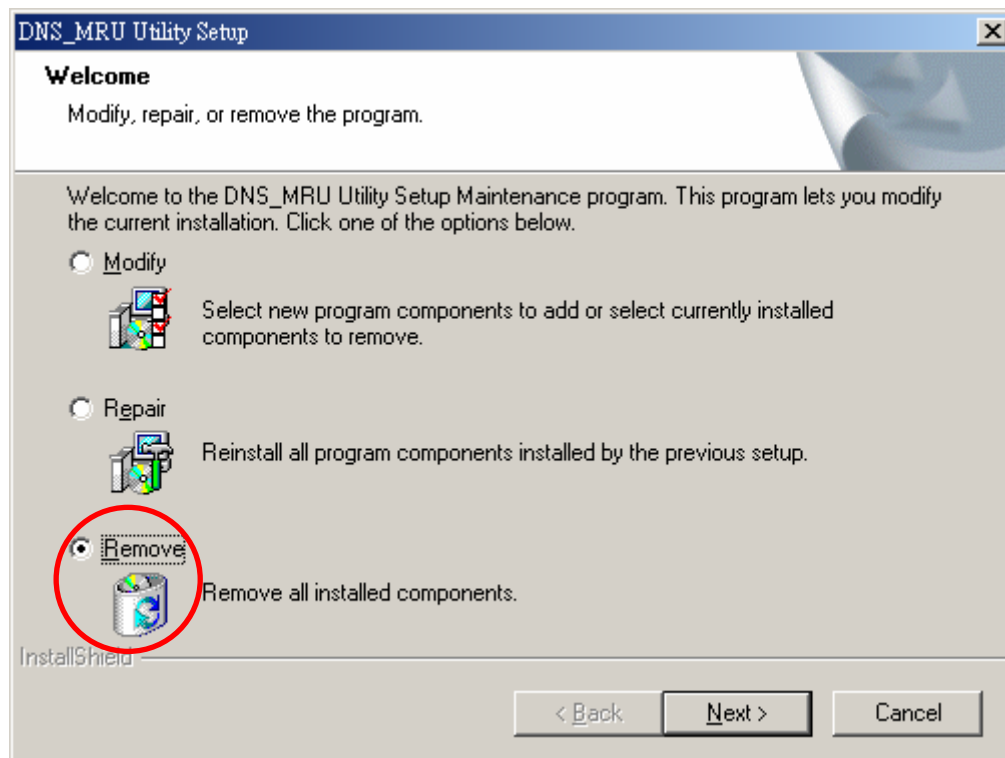 DNS_MRU Utility Setup
Welcome
Modify, repair, or remove the program.
Welcome to the DNS_MRU Utility Setup Maintenance program. This program lets you modify
the current installation. Click one of the options below.
Modify
Select new program components to add or select currently installed
components to remove.
Repair
Reinstall all program components installed by the previous setup.
Remove
Remove all installed components.
InstallShield
< Back
Next >
Cancel